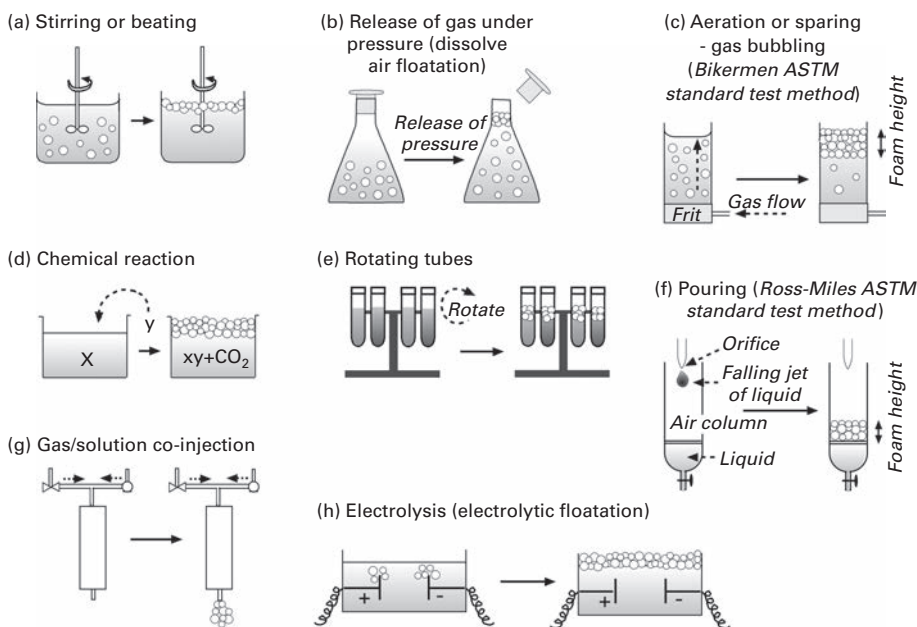 (a) Stirring or beating
(b) Release of gas under
pressure (dissolve
air floatation)
Release of
pressure
(c) Aeration or sparing
- gas bubbling
(Bikermen ASTM
standard test method)
Foam height
Frit
Gas flow
(d) Chemical reaction
y
X
xy+CO₂
(e) Rotating tubes
Rotate
(f) Pouring (Ross-Miles ASTM
standard test method)
Orifice
Falling jet
of liquid
Air column
Liquid
Foam height
(g) Gas/solution co-injection
(h) Electrolysis (electrolytic floatation)
+
-
+
-